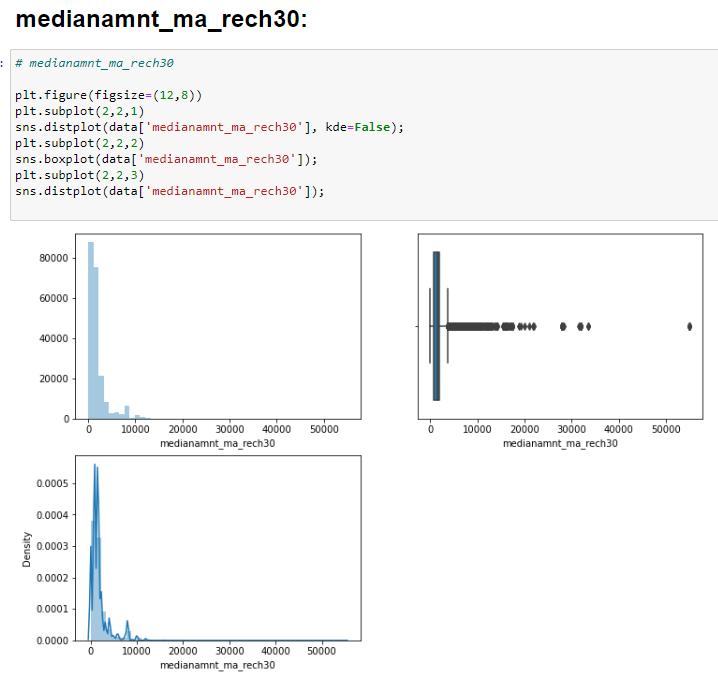 medianamnt_ma_rech30:
: # medianamnt_ma_rech30
plt.figure(figsize=(12,8))
plt.subplot(2,2,1)
sns.distplot(data['medianamnt_ma_rech30'], kde=False);
plt.subplot(2,2,2)
sns.boxplot(data['medianamnt_ma_rech30']);
plt.subplot(2,2,3)
sns.distplot(data['medianamnt_ma_rech30']);
80000
60000
40000
20000
0
0 10000 20000 30000 40000 50000
medianamnt_ma_rech30
0 10000 20000 30000 40000 50000
medianamnt_ma_rech30
Density
0.0005
0.0004
0.0003
0.0002
0.0001
0.0000
0 10000 20000 30000 40000 50000
medianamnt_ma_rech30